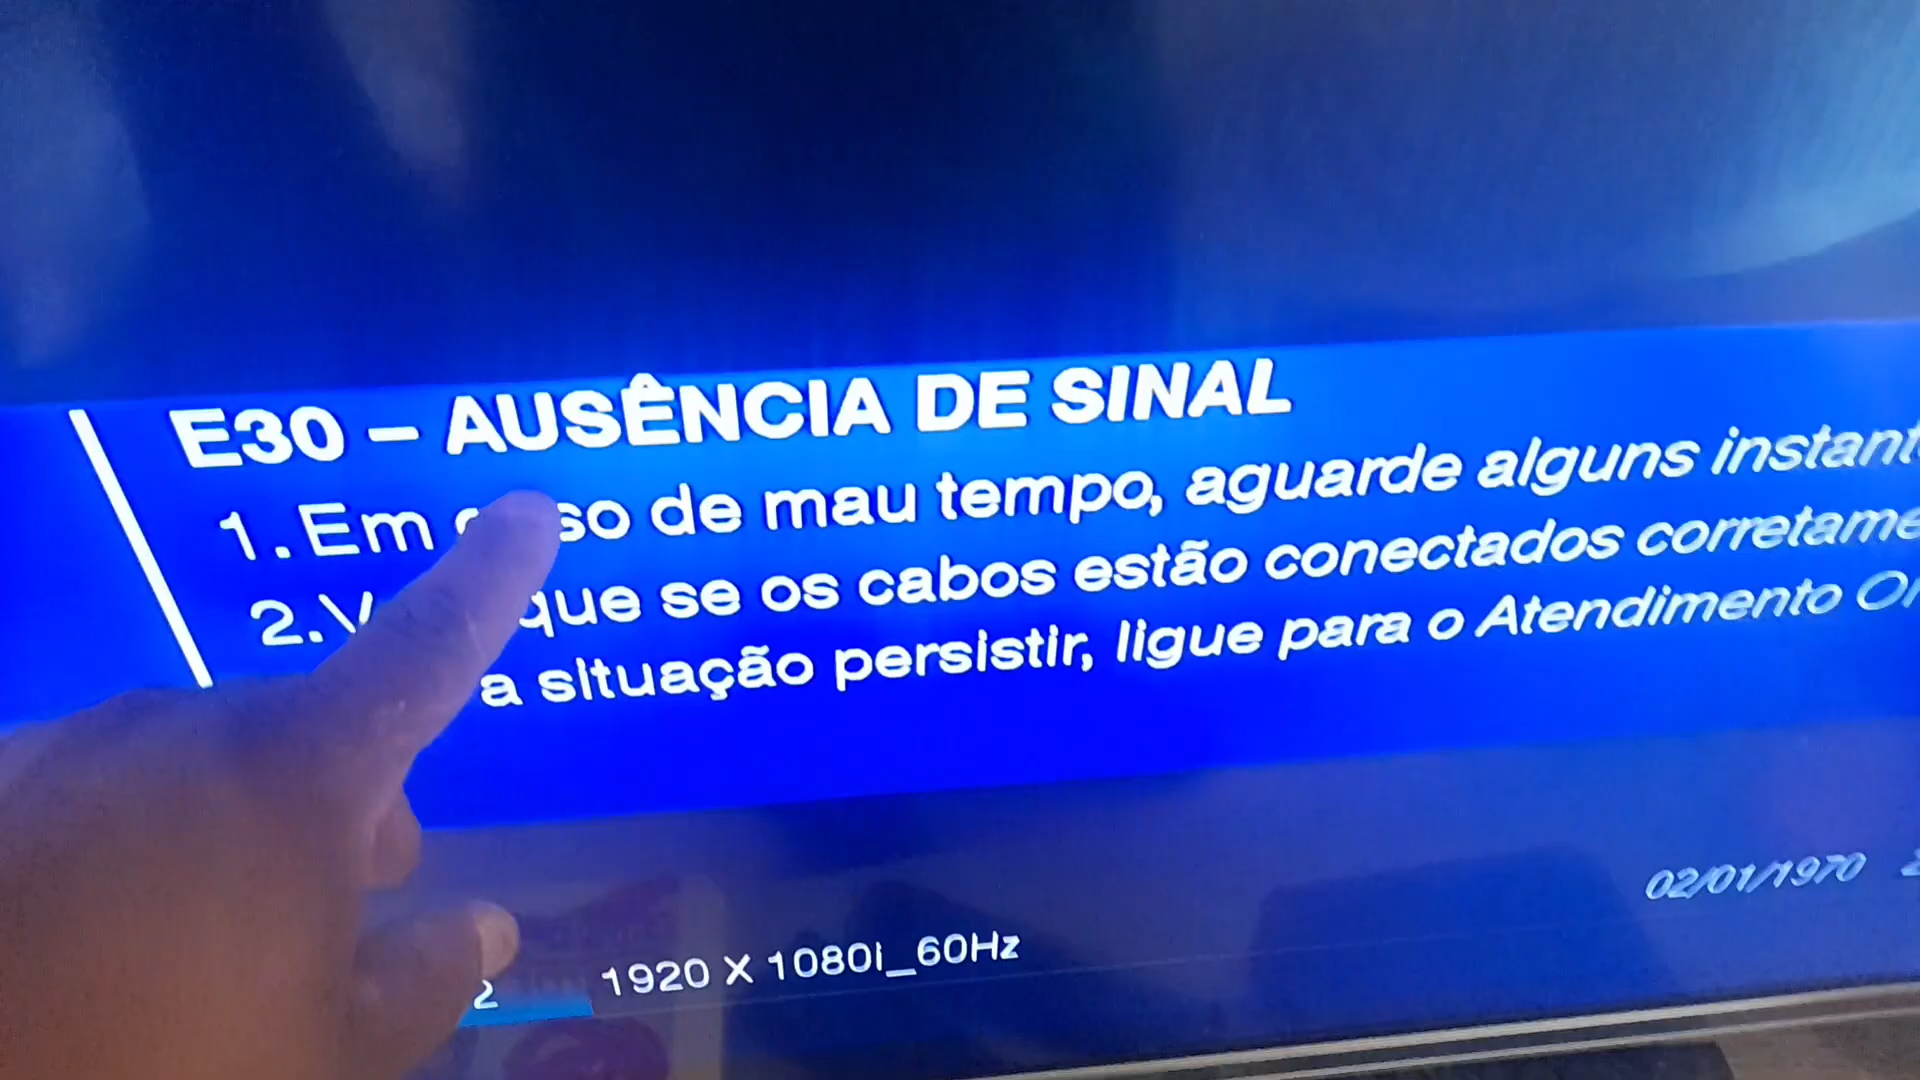 E30 – AUSÊNCIA DE SINAL
1. Em so de mau tempo, aguarde alguns
2. que se os cabos estão conectados
a situação persistir, ligue para o Atendimento
02/01/1970
2 1920 X 1080i_60Hz